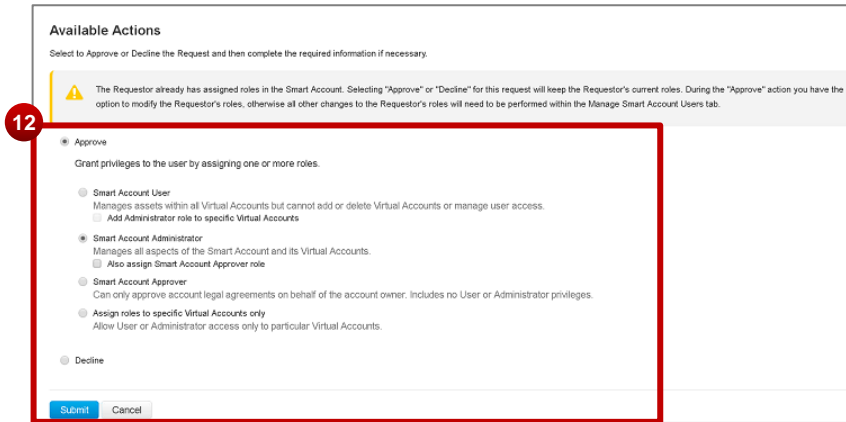 Available Actions
Select to Approve or Decline the Request and then complete the required information if necessary.
The Requestor already has assigned roles in the Smart Account. Selecting "Approve" or "Decline" for this request will keep the Requestor's current roles. During the "Approve" action you have the
option to modify the Requestor's roles, otherwise all other changes to the Requestor's roles will need to be performed within the Manage Smart Account Users tab.
12
Approve
Grant privileges to the user by assigning one or more roles.
Smart Account User
Manages assets within all Virtual Accounts but cannot add or delete Virtual Accounts or manage user access.
Add Administrator role to specific Virtual Accounts
Smart Account Administrator
Manages all aspects of the Smart Account and its Virtual Accounts.
Also assign Smart Account Approver role
Smart Account Approver
Can only approve account legal agreements on behalf of the account owner. Includes no User or Administrator privileges.
Assign roles to specific Virtual Accounts only
Allow User or Administrator access only to particular Virtual Accounts.
Decline
Submit Cancel